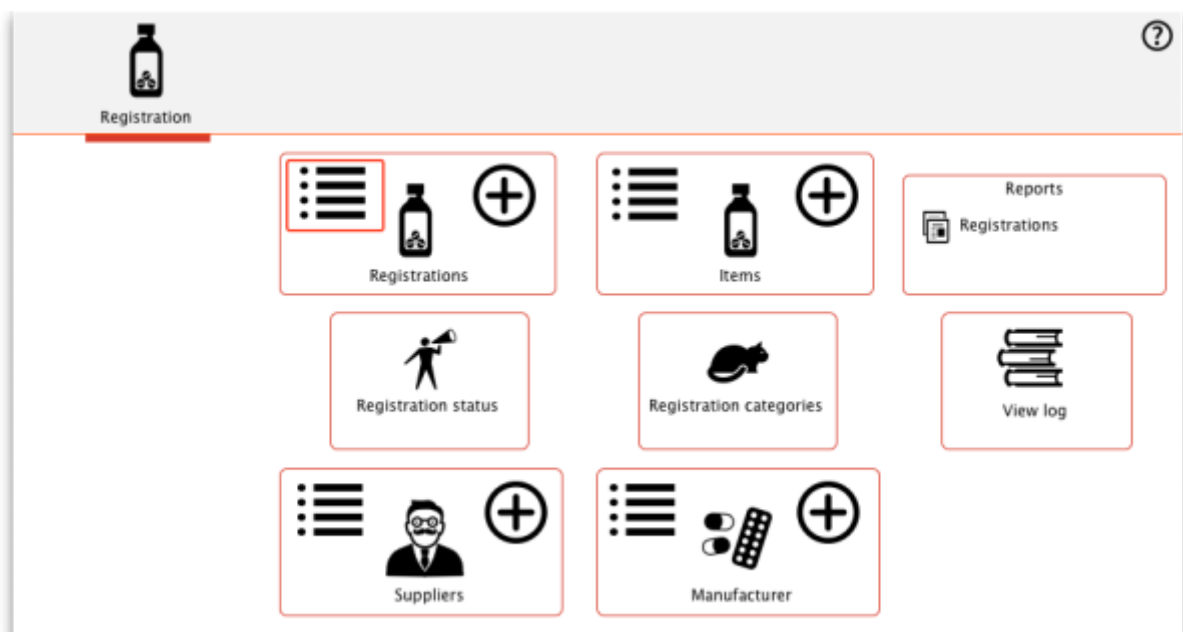 ?
Registration
Registrations
Items
Reports
Registrations
Registration status
Registration categories
View log
Suppliers
Manufacturer